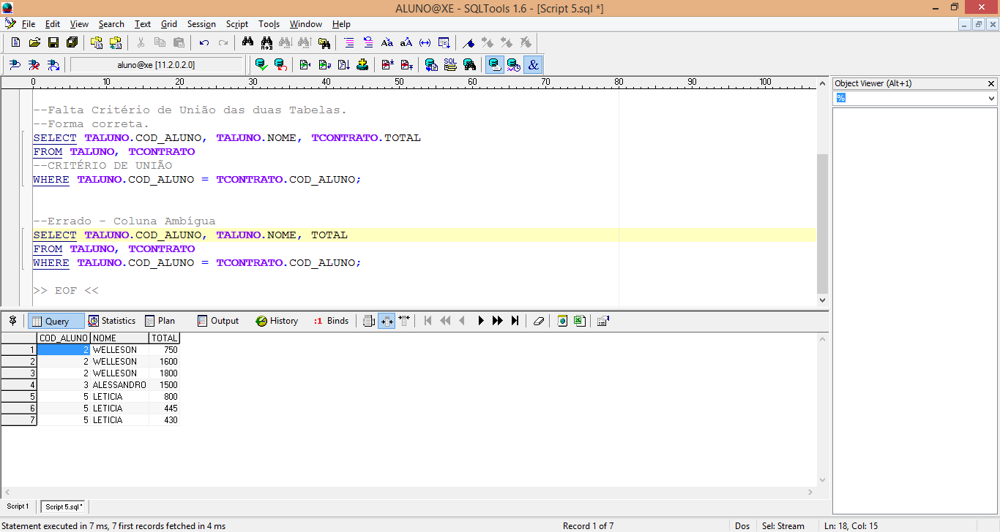 ALUNO@XE - SQLTools 1.6 - [Script 5.sql *]
File Edit View Search Text Grid Session Script Tools Window Help
aluno@xe [11.2.0.2.0]
SQL
&
0 10 20 30 40 50 60 70 80 90 100
Object Viewer (Alt+1)
%
--Falta Critério de União das duas Tabelas.
--Forma correta.
SELECT TALUNO.COD_ALUNO, TALUNO.NOME, TCONTRATO.TOTAL
FROM TALUNO, TCONTRATO
--CRITÉRIO DE UNIÃO
WHERE TALUNO.COD_ALUNO = TCONTRATO.COD_ALUNO;
--Errado - Coluna Ambígua
SELECT TALUNO.COD_ALUNO, TALUNO.NOME, TOTAL
FROM TALUNO, TCONTRATO
WHERE TALUNO.COD_ALUNO = TCONTRATO.COD_ALUNO;
>> EOF <<
Query Statistics Plan Output History :1 Binds
COD_ALUNO NOME TOTAL
1 2 WELLESON 750
2 2 WELLESON 1600
3 2 WELLESON 1800
4 3 ALESSANDRO 1500
5 5 LETICIA 800
6 5 LETICIA 445
7 5 LETICIA 430
Script 1 Script 5.sql *
Statement executed in 7 ms, 7 first records fetched in 4 ms Record 1 of 7 Dos Sel: Stream Ln: 18, Col: 15